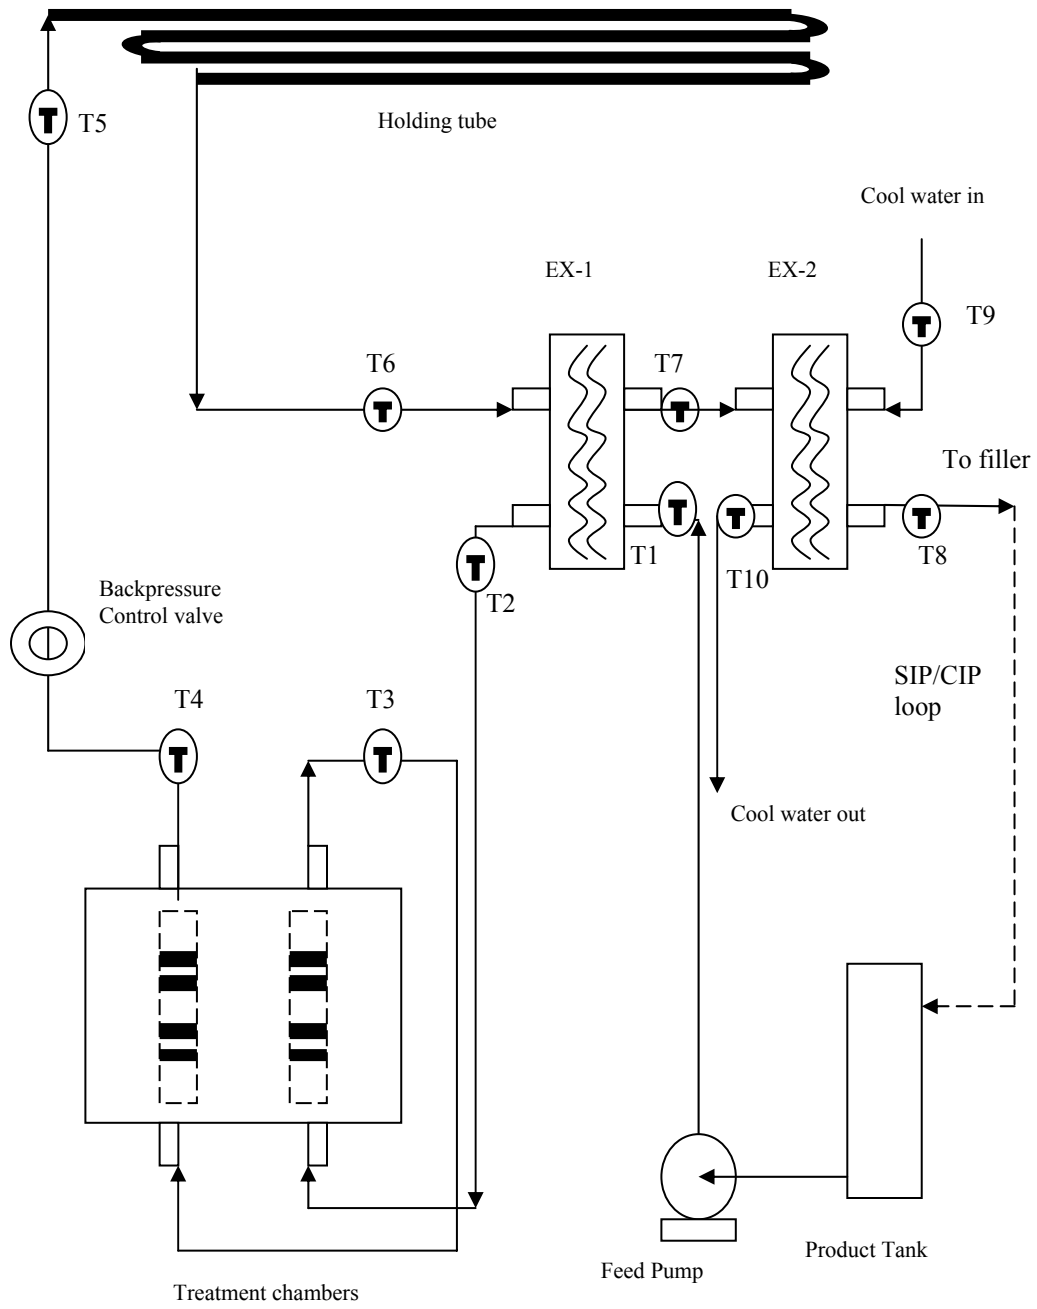 T5
Holding tube
Cool water in
EX-1
EX-2
T9
T6
T7
To filler
T1
T10
T8
T2
Backpressure
Control valve
SIP/CIP
loop
T4
T3
Cool water out
Product Tank
Feed Pump
Treatment chambers
T
T
T
T
T
T
T
T
T
T